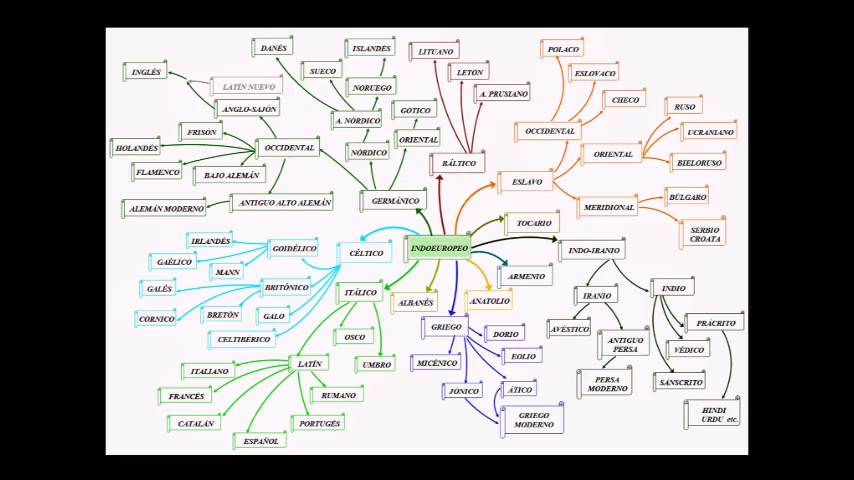 POLACO
DANÉS
ISLANDÉS
LITUANO
INGLÉS
SUECO
LETÓN
ESLOVACO
LATÍN NUEVO
NORUEGO
A. PRUSIANO
CHECO
ANGLO-SAJÓN
GÓTICO
RUSO
A. NÓRDICO
FRISÓN
OCCIDENTAL
UCRANIANO
HOLANDÉS
OCCIDENTAL
NÓRDICO
ORIENTAL
BÁLTICO
ORIENTAL
BIELORUSO
FLAMENCO
BAJO ALEMÁN
ESLAVO
GERMÁNICO
BÚLGARO
ALEMÁN MODERNO
ANTIGUO ALTO ALEMÁN
MERIDIONAL
TOCARIO
SERBIO
CROATA
IRLANDÉS
GOIDÉLICO
CÉLTICO
INDOEUROPEO
INDO-IRANIO
GAÉLICO
MANN
ARMENIO
GALÉS
BRITÓNICO
ITÁLICO
ALBANÉS
ANATOLIO
IRANIO
INDIO
CÓRNICO
BRETÓN
GALO
GRIEGO
DORIO
AVÉSTICO
PRÁCRITO
CELTIBÉRICO
OSCO
ANTIGUO
PERSA
VÉDICO
EOLIO
ITALIANO
LATÍN
UMBRO
MICÉNICO
PERSA
MODERNO
SÁNSCRITO
FRANCÉS
RUMANO
JÓNICO
ÁTICO
CATALÁN
PORTUGÉS
GRIEGO
MODERNO
HINDI
URDU etc.
ESPAÑOL